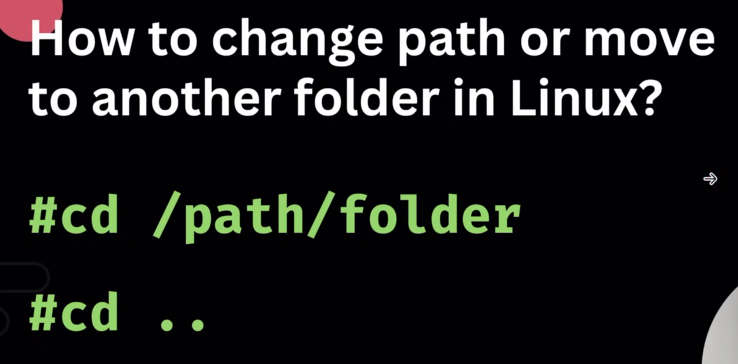 How to change path or move
to another folder in Linux?
#cd /path/folder
#cd ..